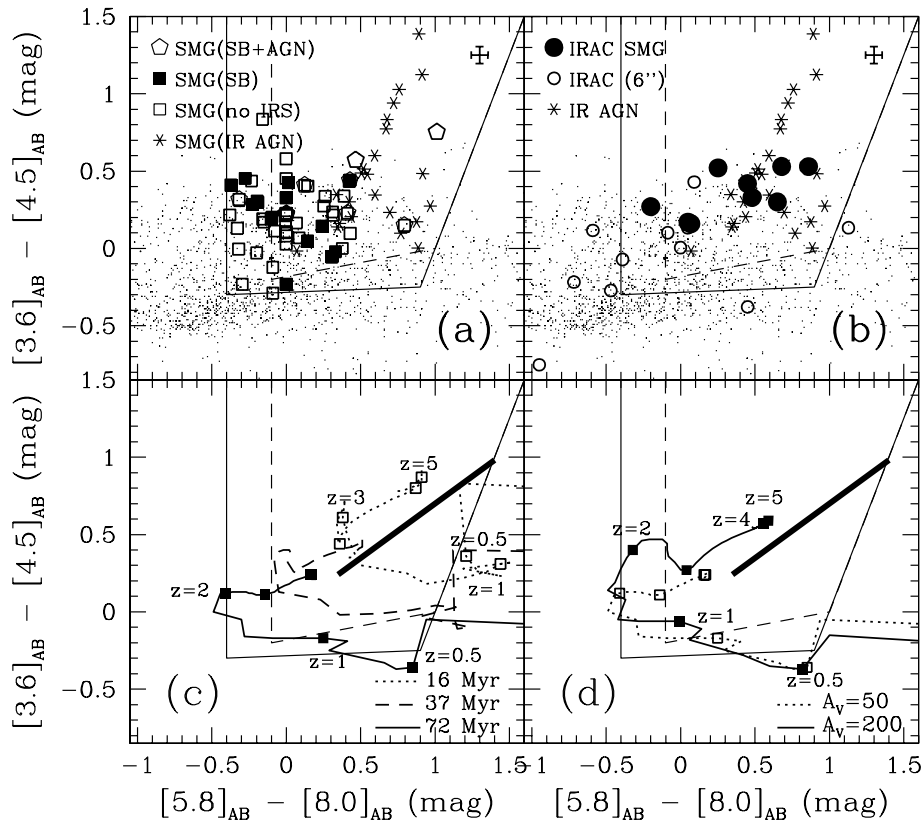 1.5
1
0.5
0
−0.5
[3.6]AB − [4.5]AB (mag)
SMG(SB+AGN)
SMG(SB)
SMG(no IRS)
SMG(IR AGN)
(a)
IRAC SMG
IRAC (6'')
IR AGN
(b)
1.5
1
0.5
0
−0.5
[3.6]AB − [4.5]AB (mag)
z=5
z=3
z=0.5
z=1
z=2
z=1
z=0.5
16 Myr
37 Myr
72 Myr
(c)
z=5
z=4
z=2
z=1
z=0.5
Av=50
Av=200
(d)
−1 −0.5 0 0.5 1 1.5
−1 −0.5 0 0.5 1 1.5
[5.8]AB − [8.0]AB (mag)
[5.8]AB − [8.0]AB (mag)